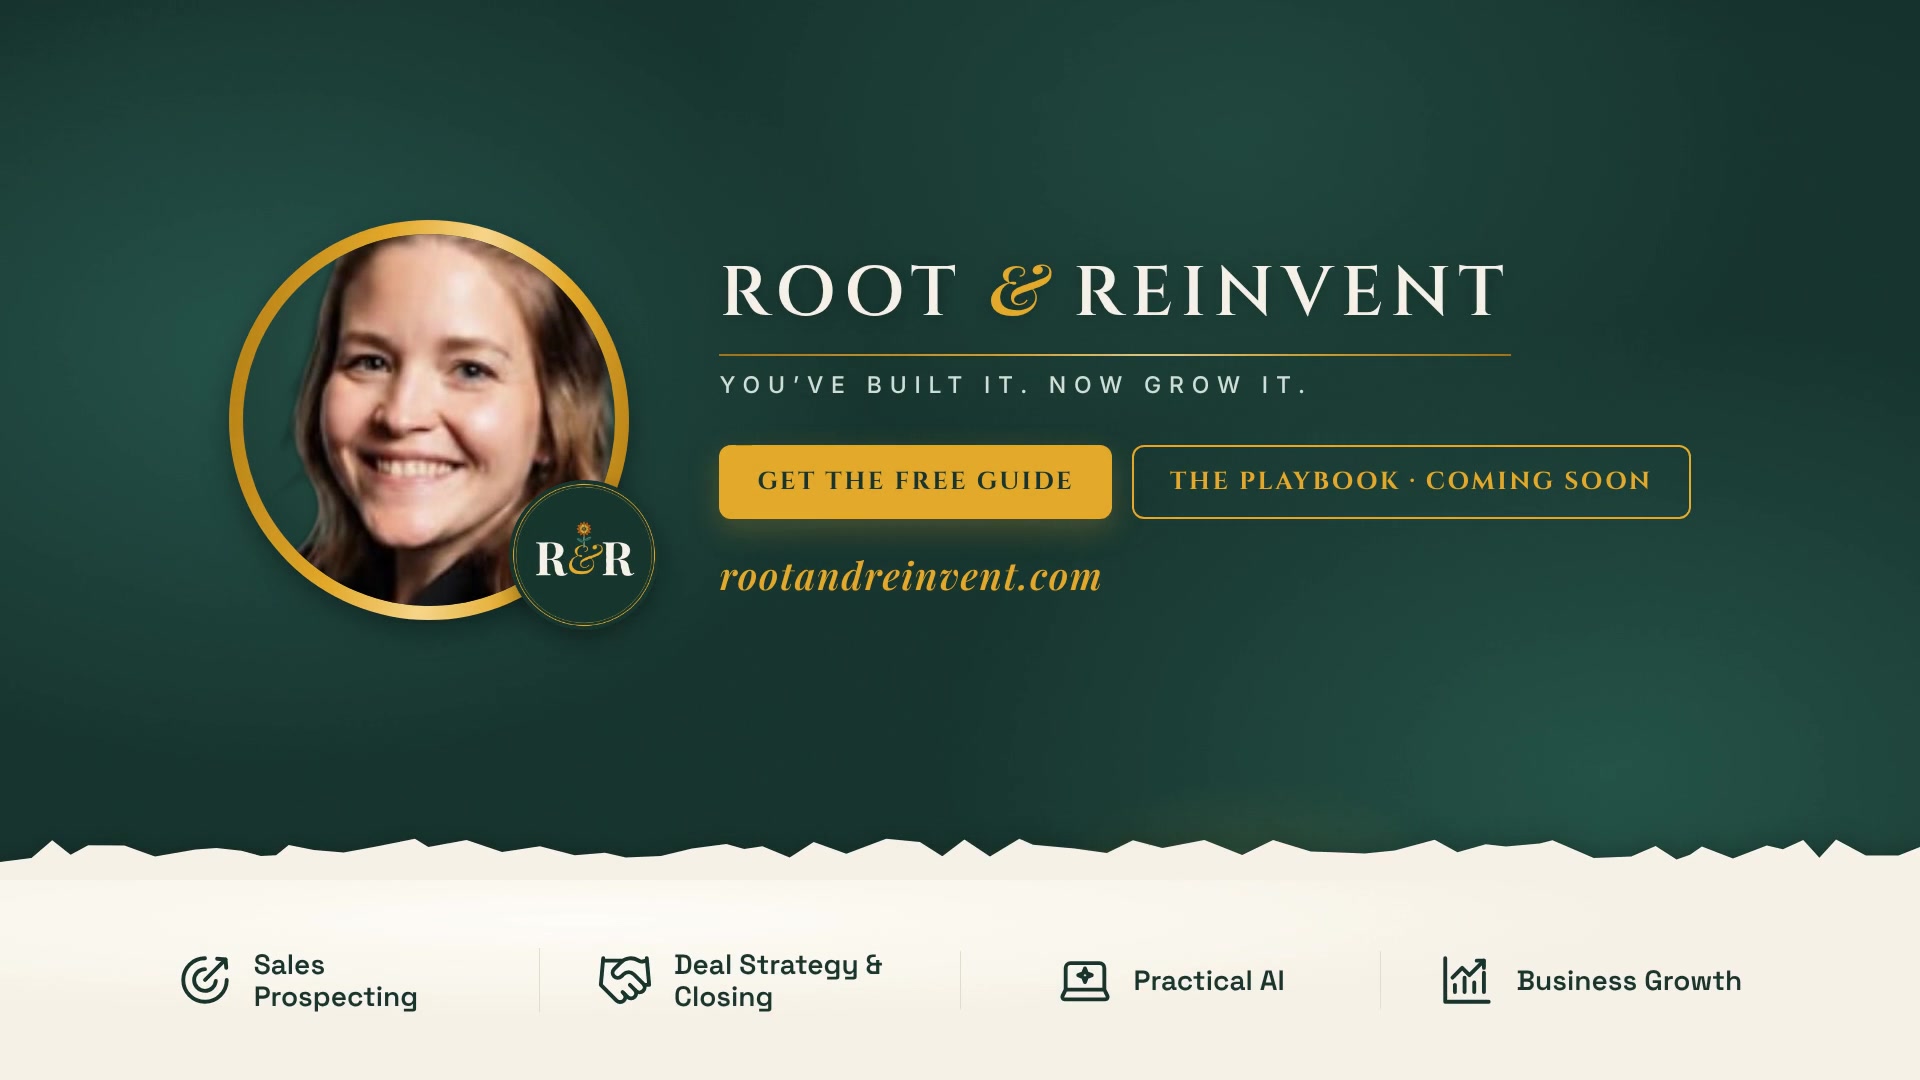 ROOT & REINVENT
YOU’VE BUILT IT. NOW GROW IT.
GET THE FREE GUIDE
THE PLAYBOOK · COMING SOON
R&R
rootandreinvent.com
Sales
Prospecting
Deal Strategy &
Closing
Practical AI
Business Growth